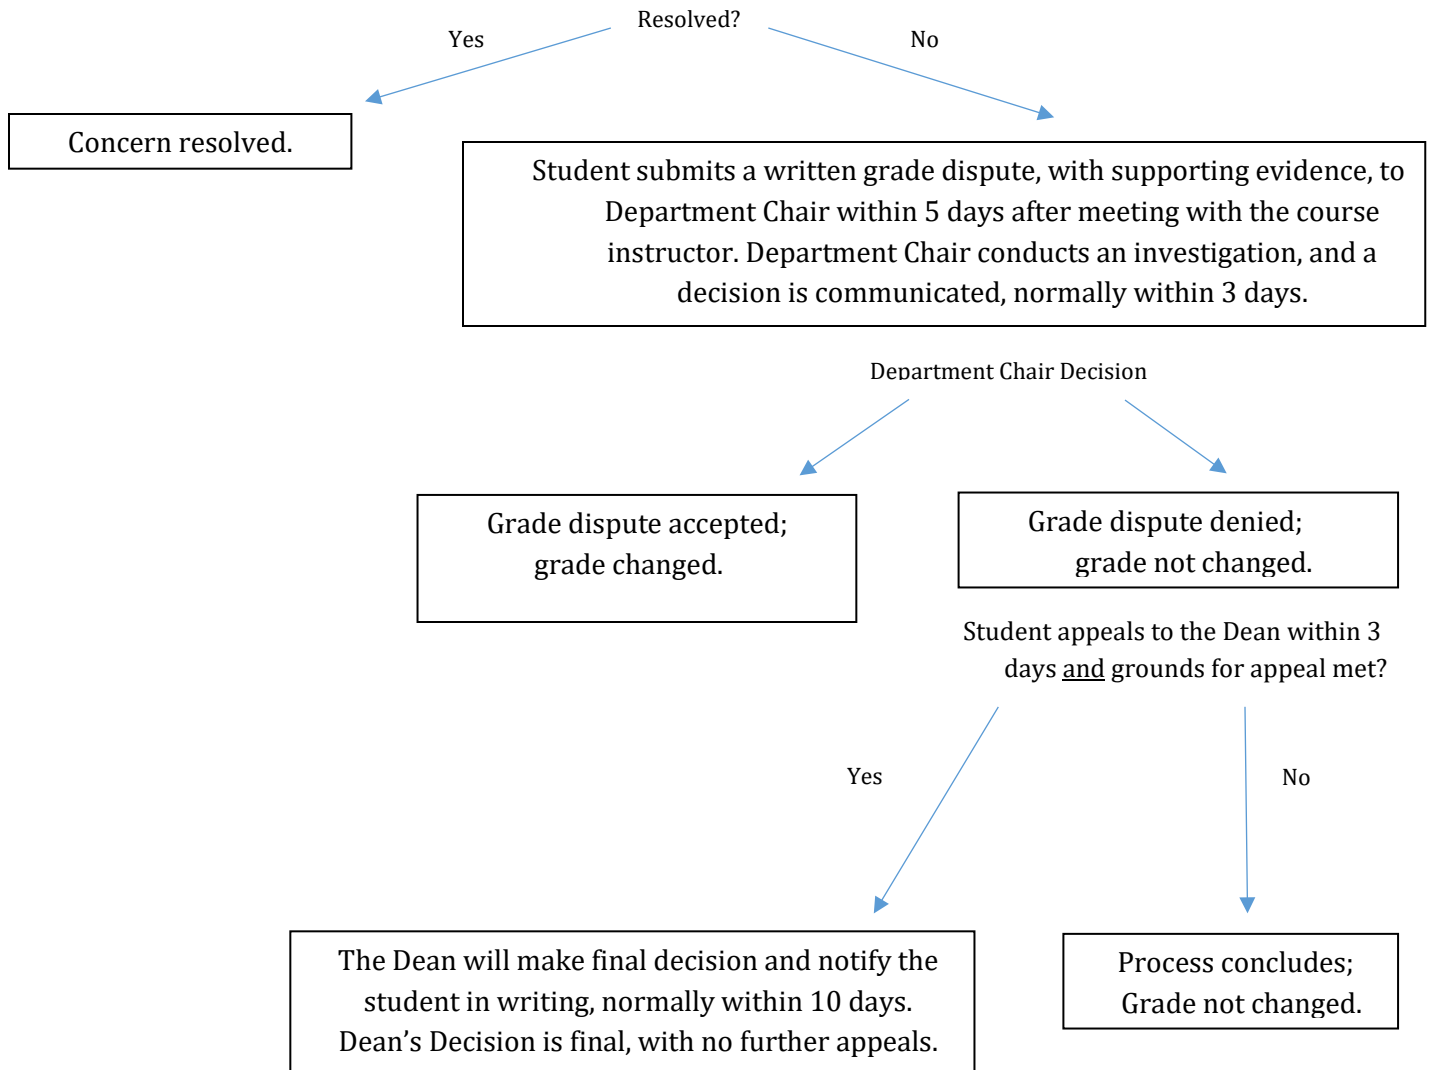 Resolved?
Yes
No
Concern resolved.
Student submits a written grade dispute, with supporting evidence, to
Department Chair within 5 days after meeting with the course
instructor. Department Chair conducts an investigation, and a
decision is communicated, normally within 3 days.
Department Chair Decision
Grade dispute accepted;
grade changed.
Grade dispute denied;
grade not changed.
Student appeals to the Dean within 3
days and grounds for appeal met?
Yes
No
The Dean will make final decision and notify the
student in writing, normally within 10 days.
Dean’s Decision is final, with no further appeals.
Process concludes;
Grade not changed.